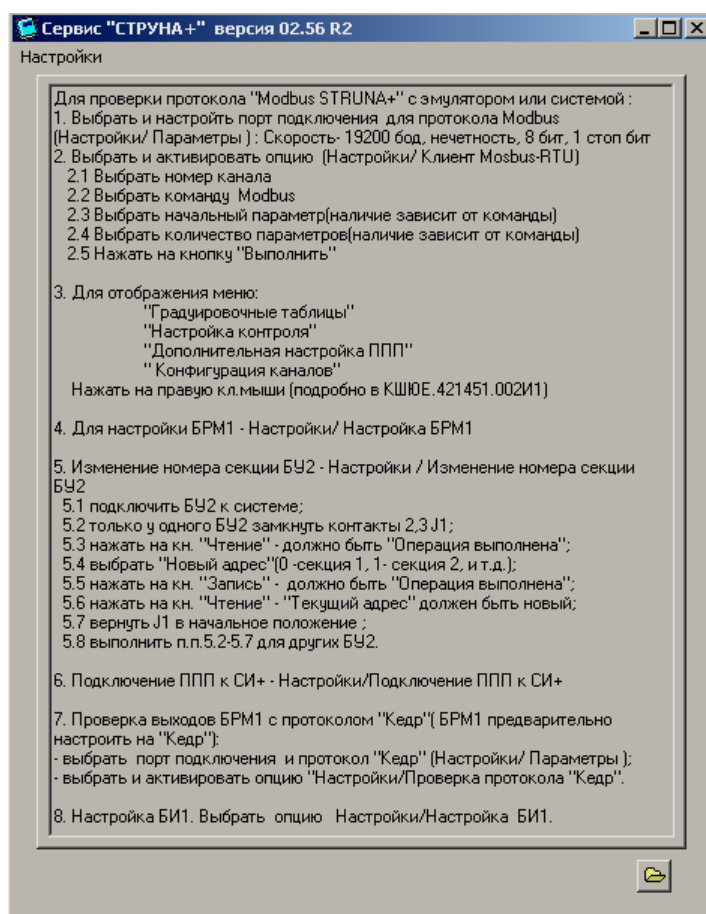 Сервис "СТРУНА+" версия 02.56 R2
Настройки
Для проверки протокола "Modbus STRUNA+" с эмулятором или системой :
1. Выбрать и настройть порт подключения для протокола Modbus
(Настройки/ Параметры ) : Скорость- 19200 бод, нечетность, 8 бит, 1 стоп бит
2. Выбрать и активировать опцию (Настройки/ Клиент Mosbus-RTU)
2.1 Выбрать номер канала
2.2 Выбрать команду Modbus
2.3 Выбрать начальный параметр(наличие зависит от команды)
2.4 Выбрать количество параметров(наличие зависит от команды)
2.5 Нажать на кнопку "Выполнить"
3. Для отображения меню:
"Градуировочные таблицы"
"Настройка контроля"
"Дополнительная настройка ППП"
" Конфигурация каналов"
Нажать на правую кл.мыши (подробно в КШЮЕ.421451.002И1)
4. Для настройки БРМ1 - Настройки/ Настройка БРМ1
5. Изменение номера секции БУ2 - Настройки / Изменение номера секции
БУ2
5.1 подключить БУ2 к системе;
5.2 только у одного БУ2 замкнуть контакты 2,3 J1;
5.3 нажать на кн. "Чтение" - должно быть "Операция выполнена";
5.4 выбрать "Новый адрес"(0 -секция 1, 1- секция 2, и т.д.);
5.5 нажать на кн. "Запись" - должно быть "Операция выполнена";
5.6 нажать на кн. "Чтение" - "Текущий адрес" должен быть новый;
5.7 вернуть J1 в начальное положение ;
5.8 выполнить п.п.5.2-5.7 для других БУ2.
6. Подключение ППП к СИ+ - Настройки/Подключение ППП к СИ+
7. Проверка выходов БРМ1 с протоколом "Кедр"( БРМ1 предварительно
настроить на "Кедр"):
- выбрать порт подключения и протокол "Кедр" (Настройки/ Параметры );
- выбрать и активировать опцию "Настройки/Проверка протокола "Кедр".
8. Настройка БИ1. Выбрать опцию Настройки/Настройка БИ1.